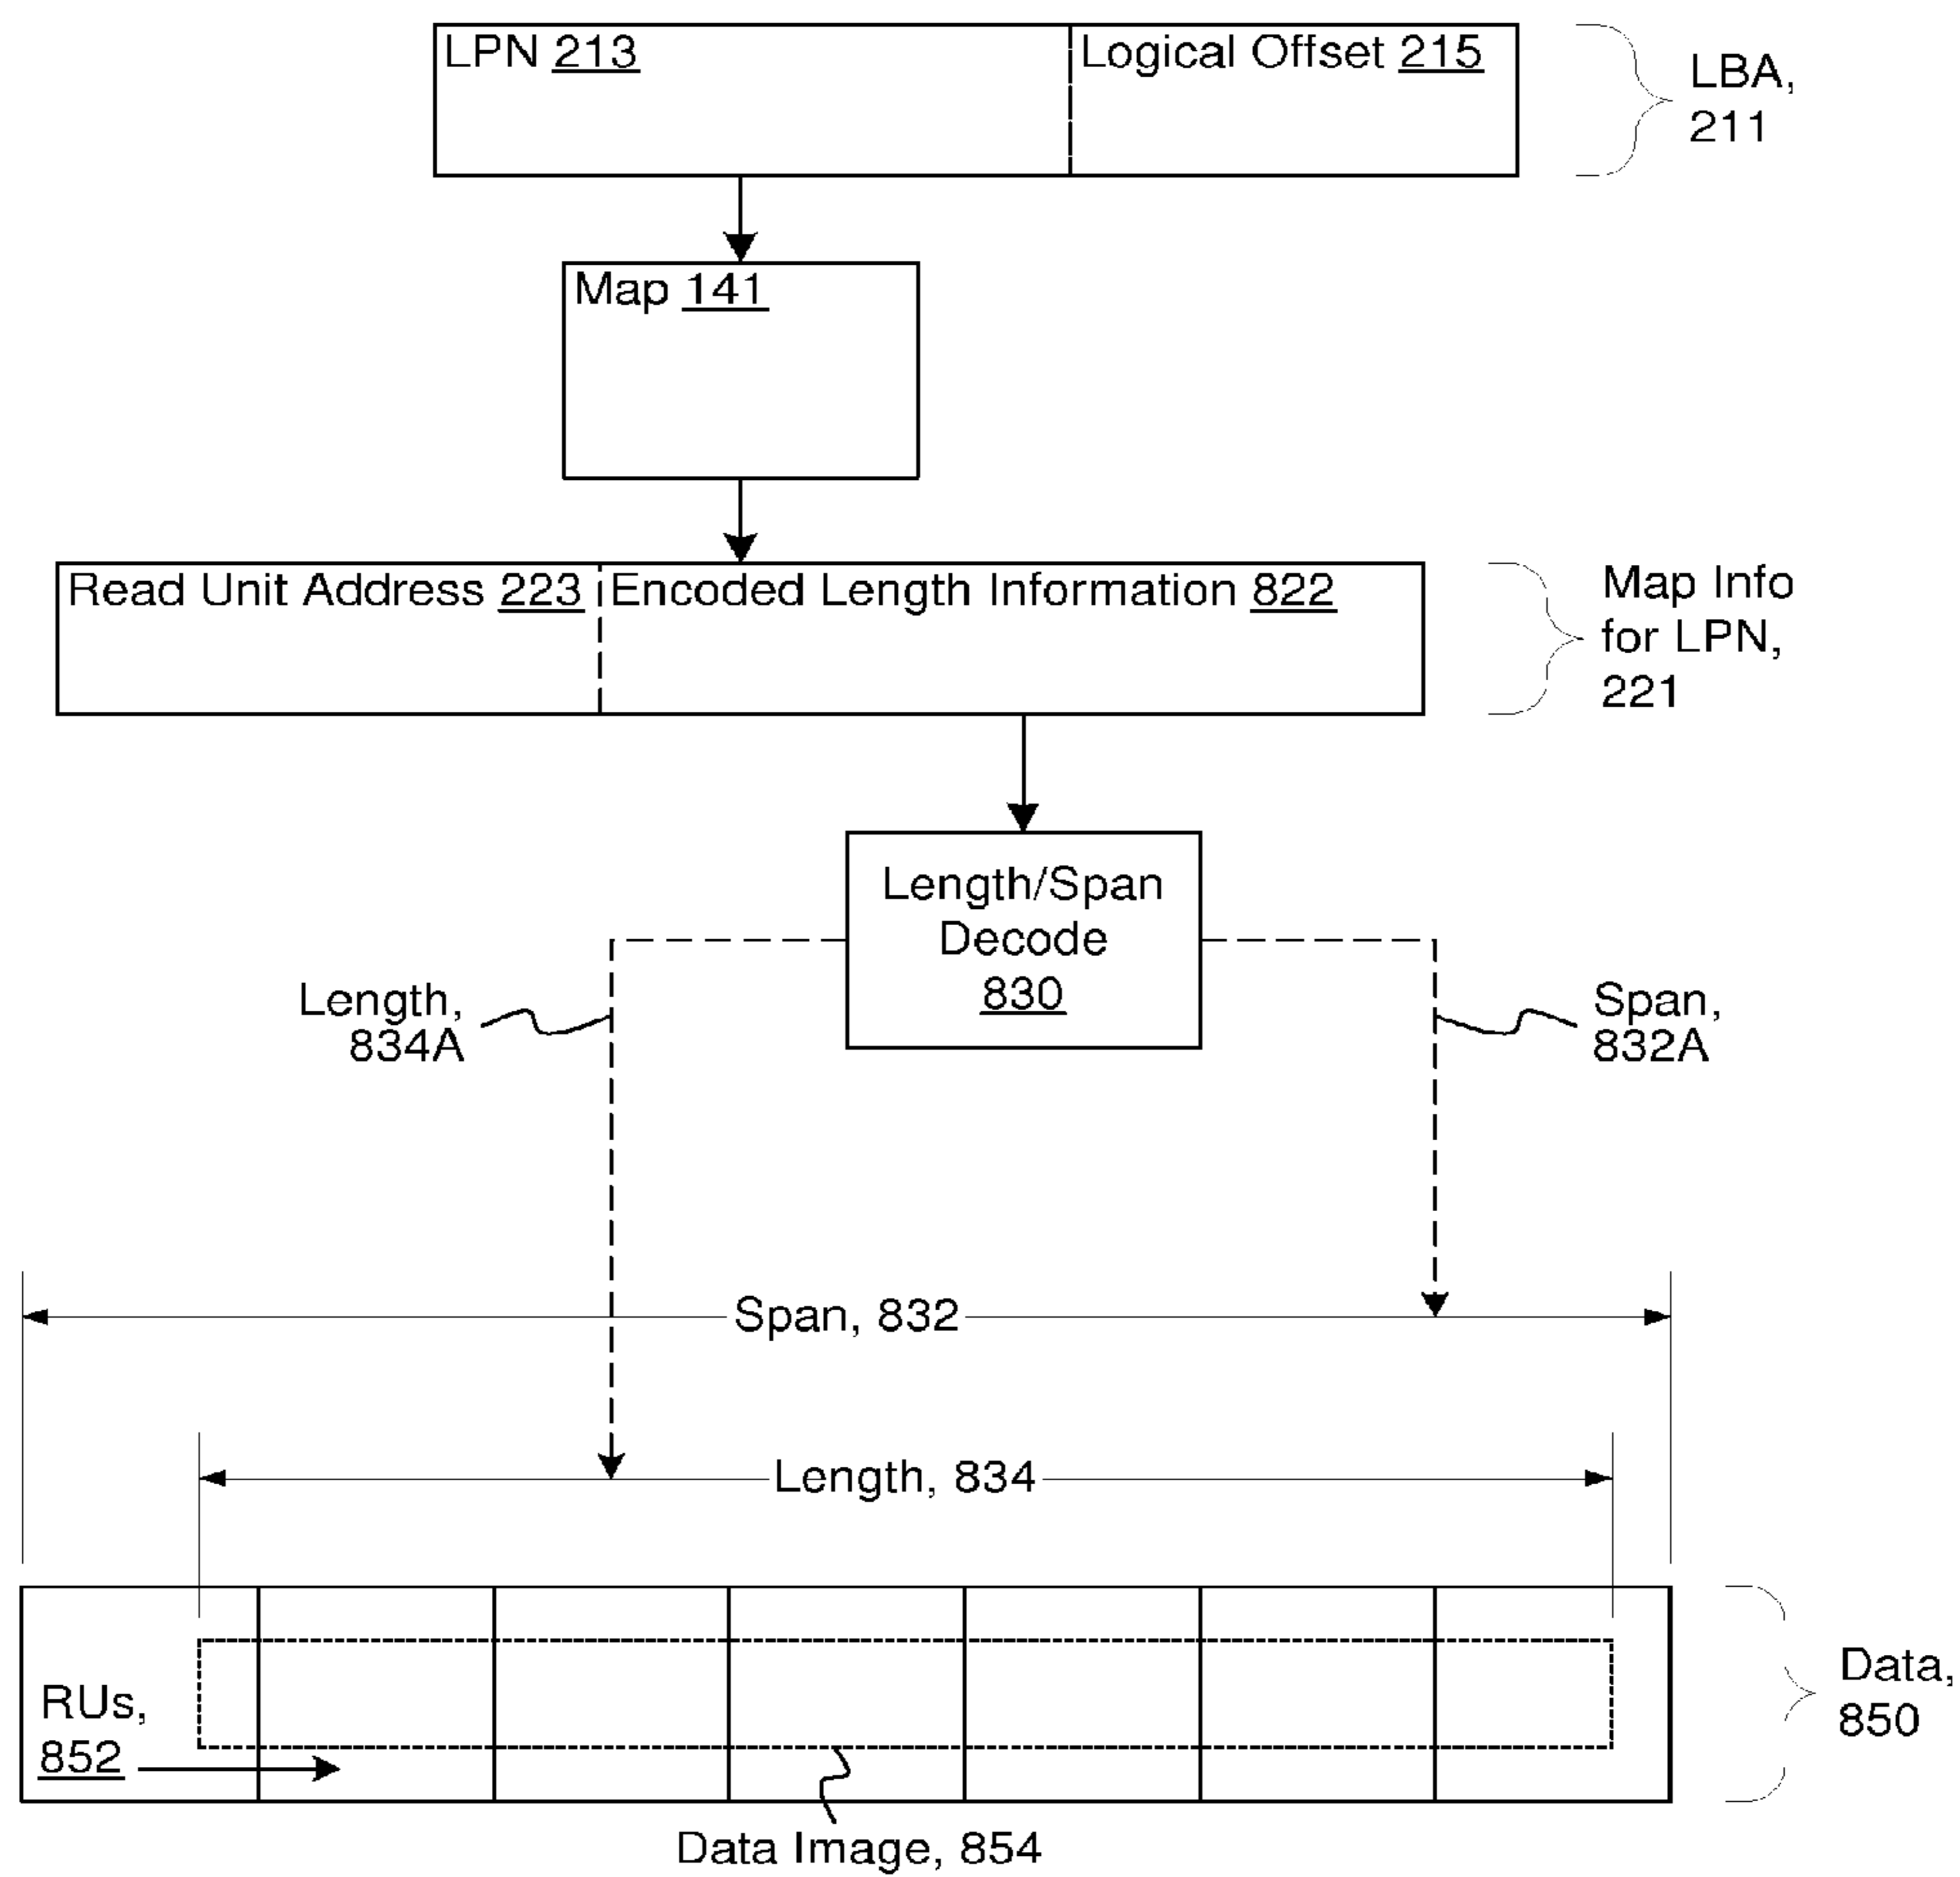 LPN 213
Logical Offset 215
LBA,
211
Map 141
Read Unit Address 223
Encoded Length Information 822
Map Info
for LPN,
221
Length/Span
Decode
830
Length,
834A
Span,
832A
Span, 832
Length, 834
RUs,
852
Data,
850
Data Image, 854